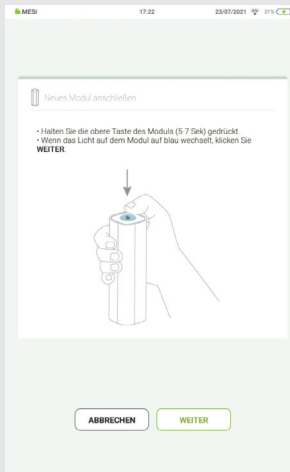 MESI 17:22 23/07/2021 31%
Neues Modul anschließen
• Halten Sie die obere Taste des Moduls (5-7 Sek) gedrückt.
• Wenn das Licht auf dem Modul auf blau wechselt, klicken Sie
WEITER.
ABBRECHEN WEITER